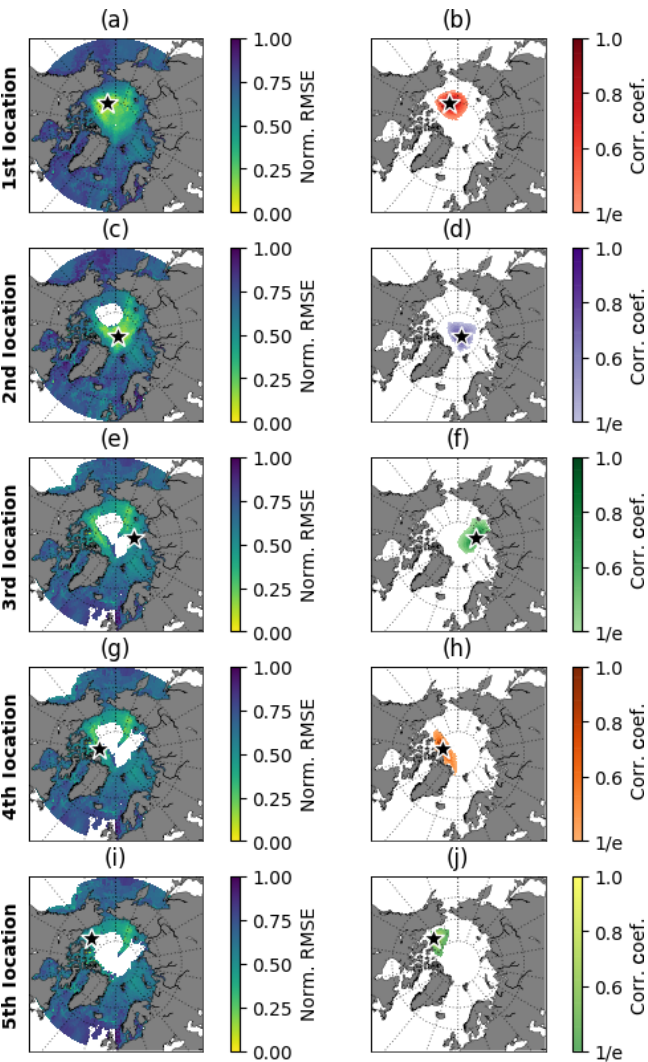 (a) (b)
1st location
1.00
0.75
0.50
0.25
0.00
Norm. RMSE
1.0
0.8
0.6
1/e
Corr. coef.
(c) (d)
2nd location
1.00
0.75
0.50
0.25
0.00
Norm. RMSE
1.0
0.8
0.6
1/e
Corr. coef.
(e) (f)
3rd location
1.00
0.75
0.50
0.25
0.00
Norm. RMSE
1.0
0.8
0.6
1/e
Corr. coef.
(g) (h)
4th location
1.00
0.75
0.50
0.25
0.00
Norm. RMSE
1.0
0.8
0.6
1/e
Corr. coef.
(i) (j)
5th location
1.00
0.75
0.50
0.25
0.00
Norm. RMSE
1.0
0.8
0.6
1/e
Corr. coef.